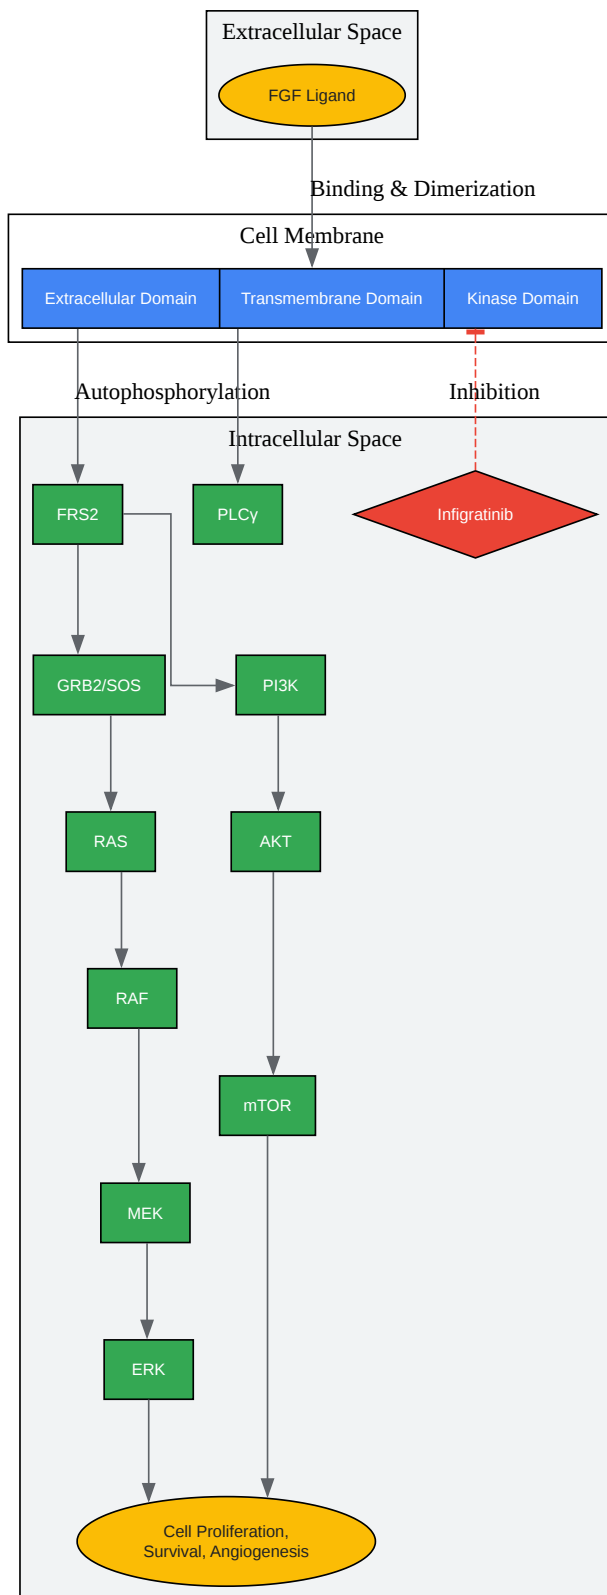 Extracellular Space
FGF Ligand
Binding & Dimerization
Cell Membrane
Extracellular Domain
Transmembrane Domain
Kinase Domain
Autophosphorylation
Inhibition
Intracellular Space
FRS2
PLCγ
Infigratinib
GRB2/SOS
PI3K
RAS
AKT
RAF
mTOR
MEK
ERK
Cell Proliferation,
Survival, Angiogenesis